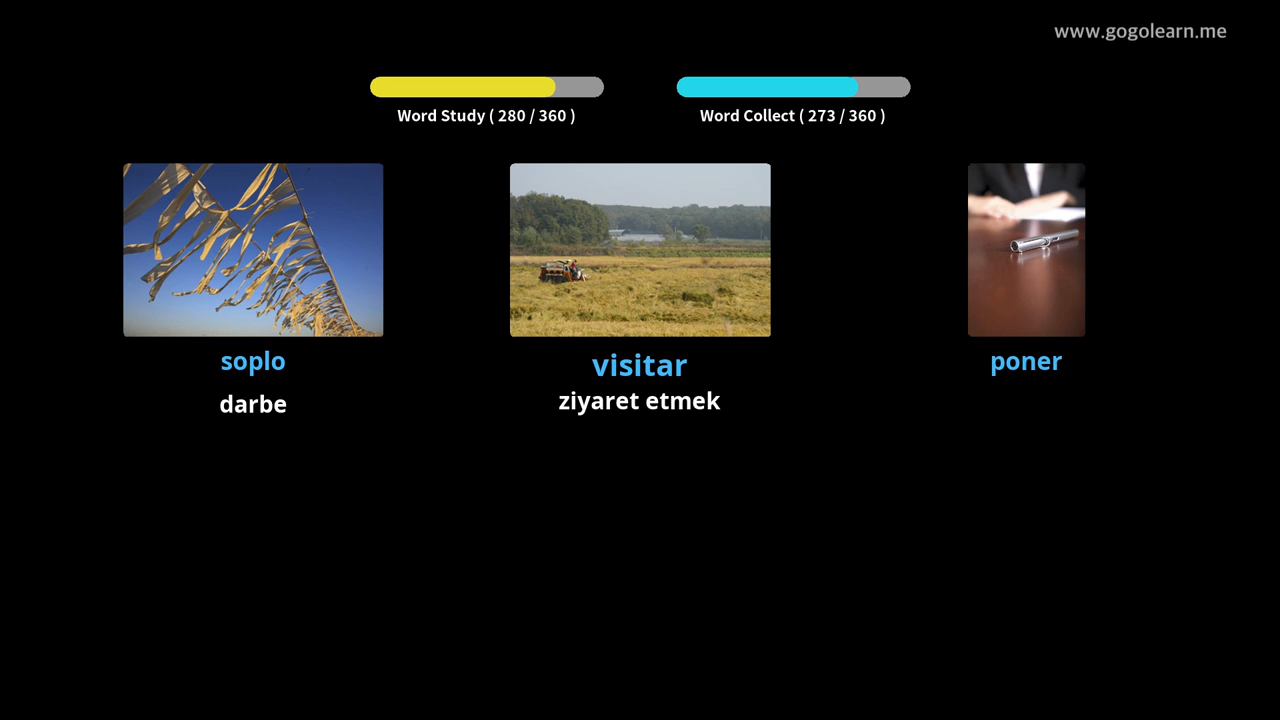 www.gogolearn.me
Word Study ( 280 / 360 )
Word Collect ( 273 / 360 )
soplo
darbe
visitar
ziyaret etmek
poner